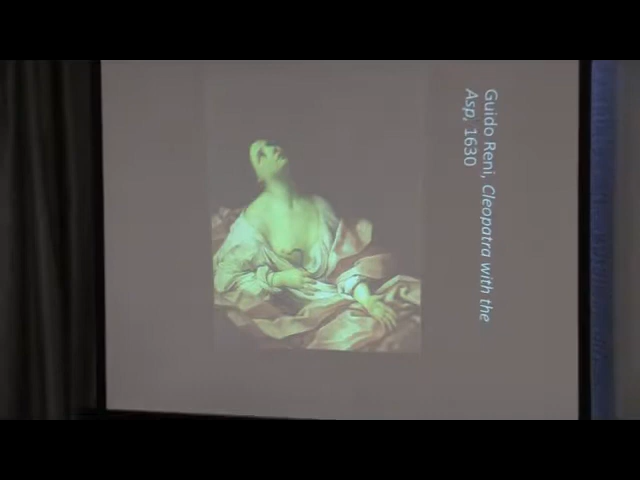 Guido Reni, Cleopatra with the
Asp, 1630